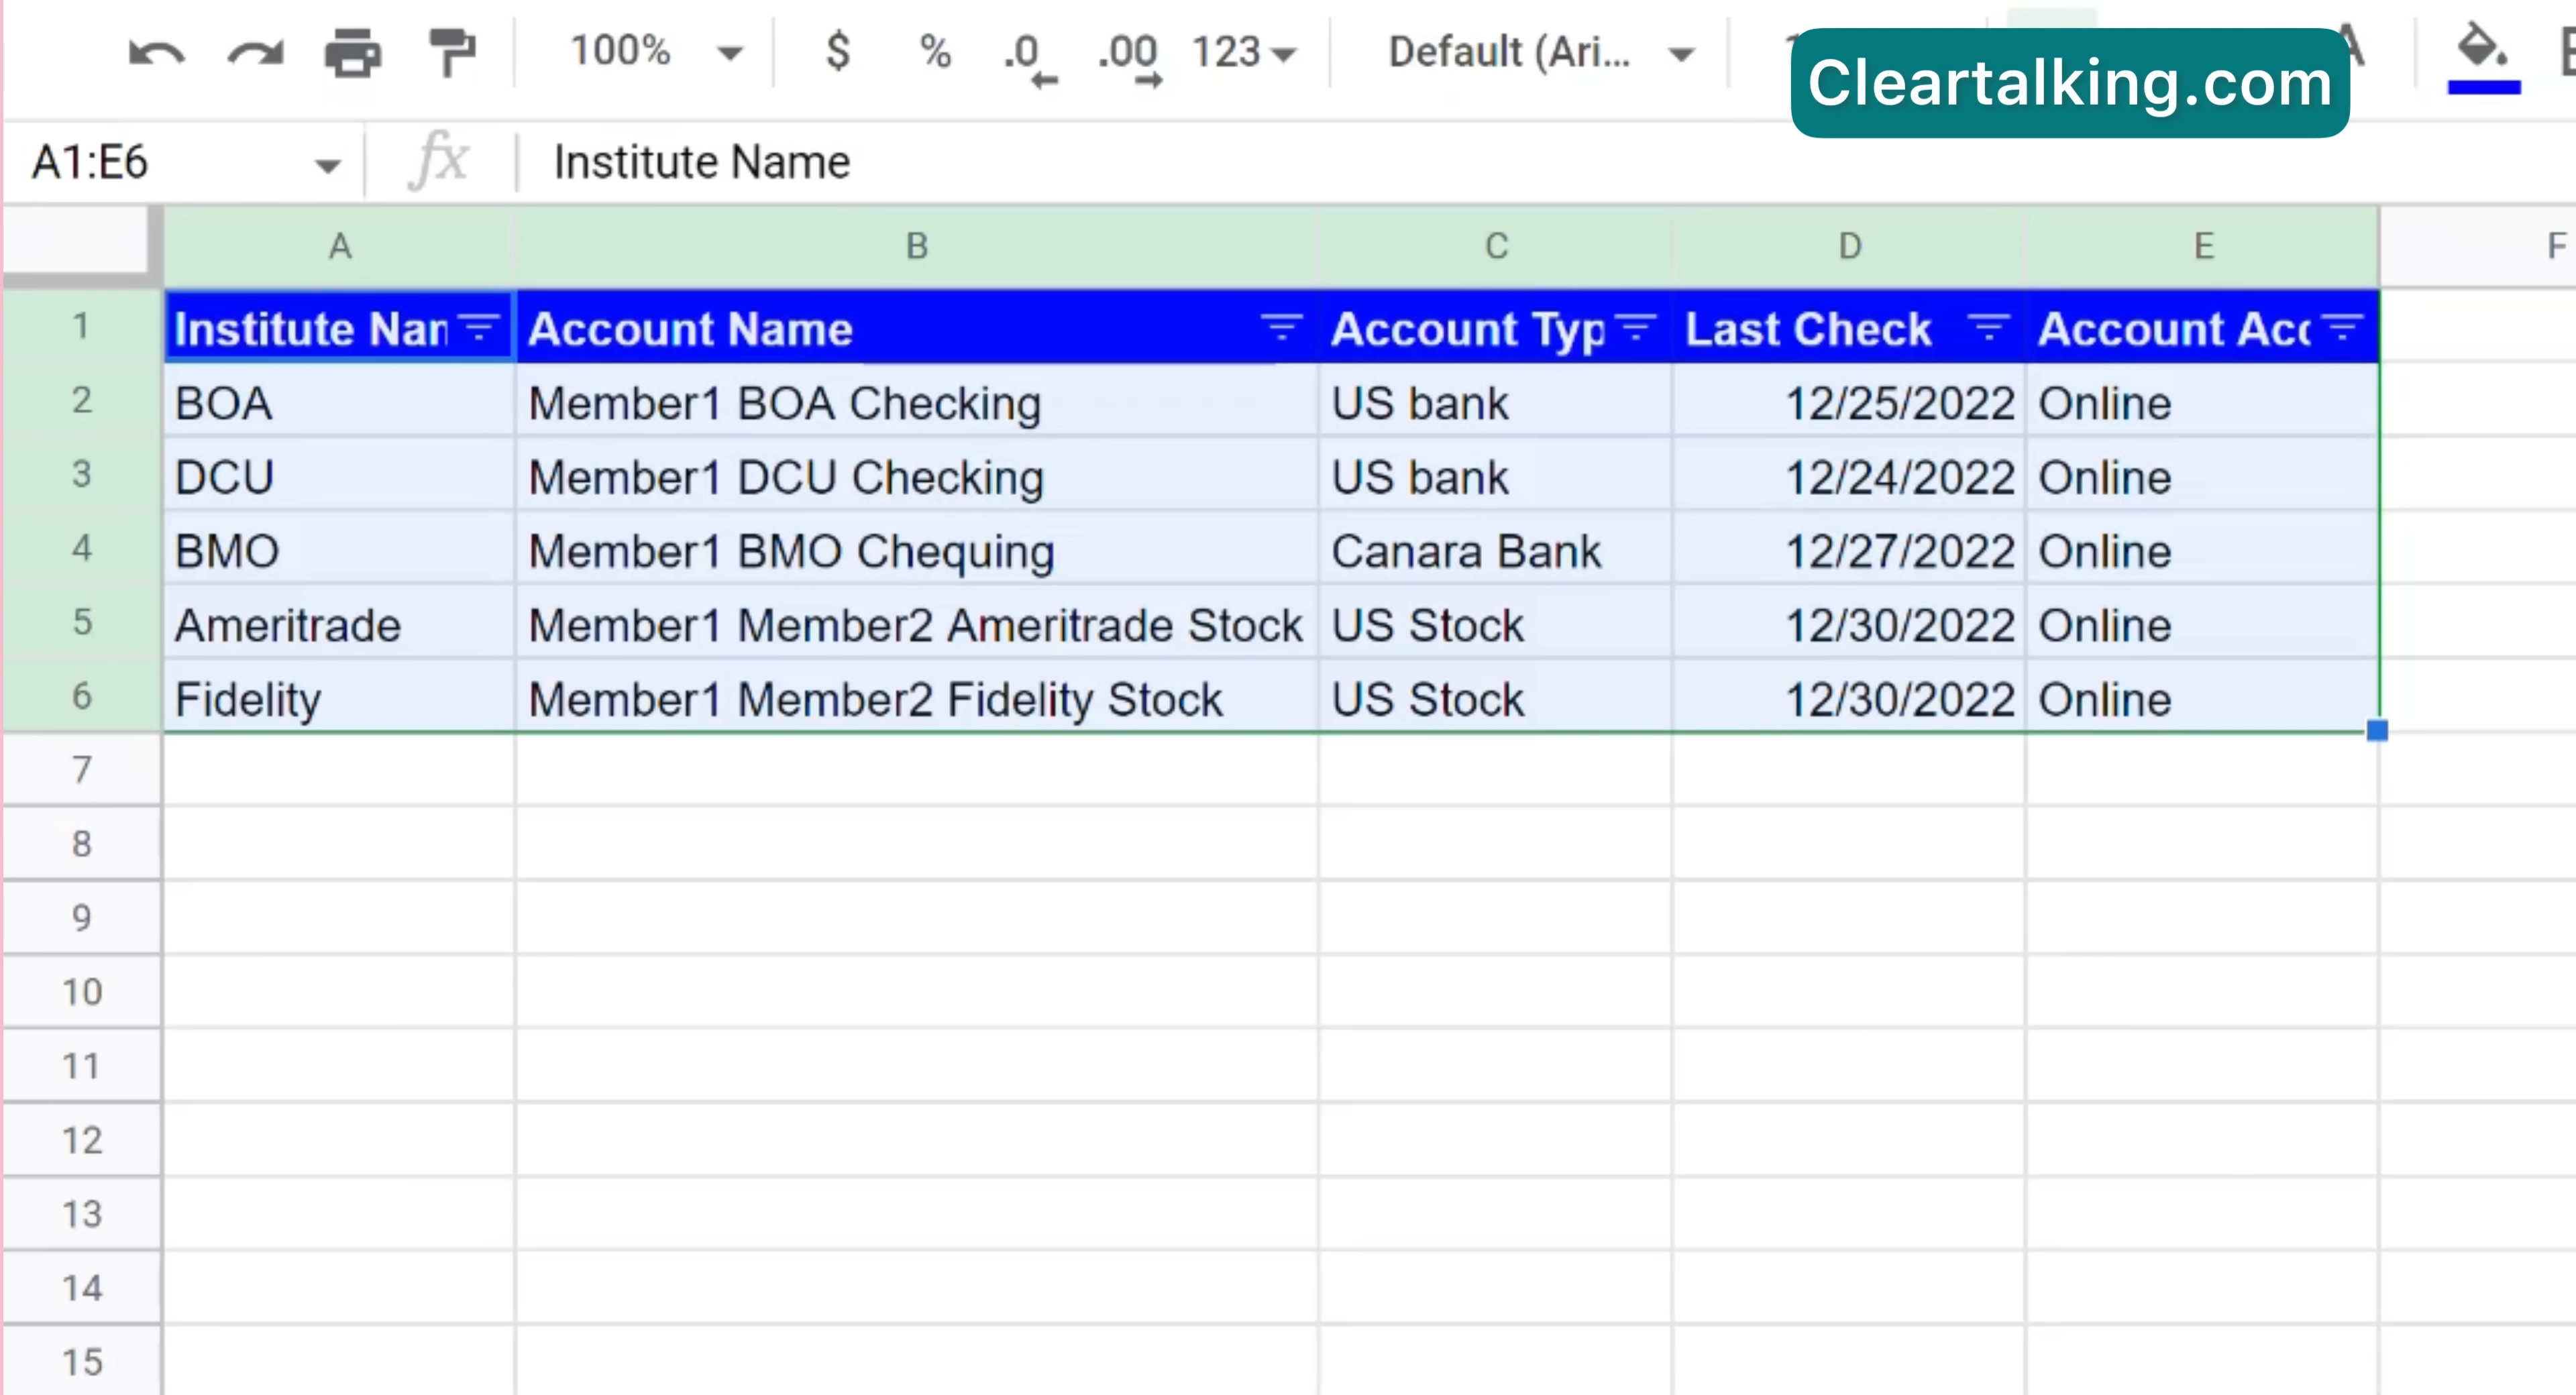 100% $ % .0 .00 123 Default (Ari... Cleartalking.com
A1:E6 fx Institute Name
A B C D E F
1 Institute Nar Account Name Account Typ Last Check Account Acc
2 BOA Member1 BOA Checking US bank 12/25/2022 Online
3 DCU Member1 DCU Checking US bank 12/24/2022 Online
4 BMO Member1 BMO Chequing Canara Bank 12/27/2022 Online
5 Ameritrade Member1 Member2 Ameritrade Stock US Stock 12/30/2022 Online
6 Fidelity Member1 Member2 Fidelity Stock US Stock 12/30/2022 Online
7
8
9
10
11
12
13
14
15